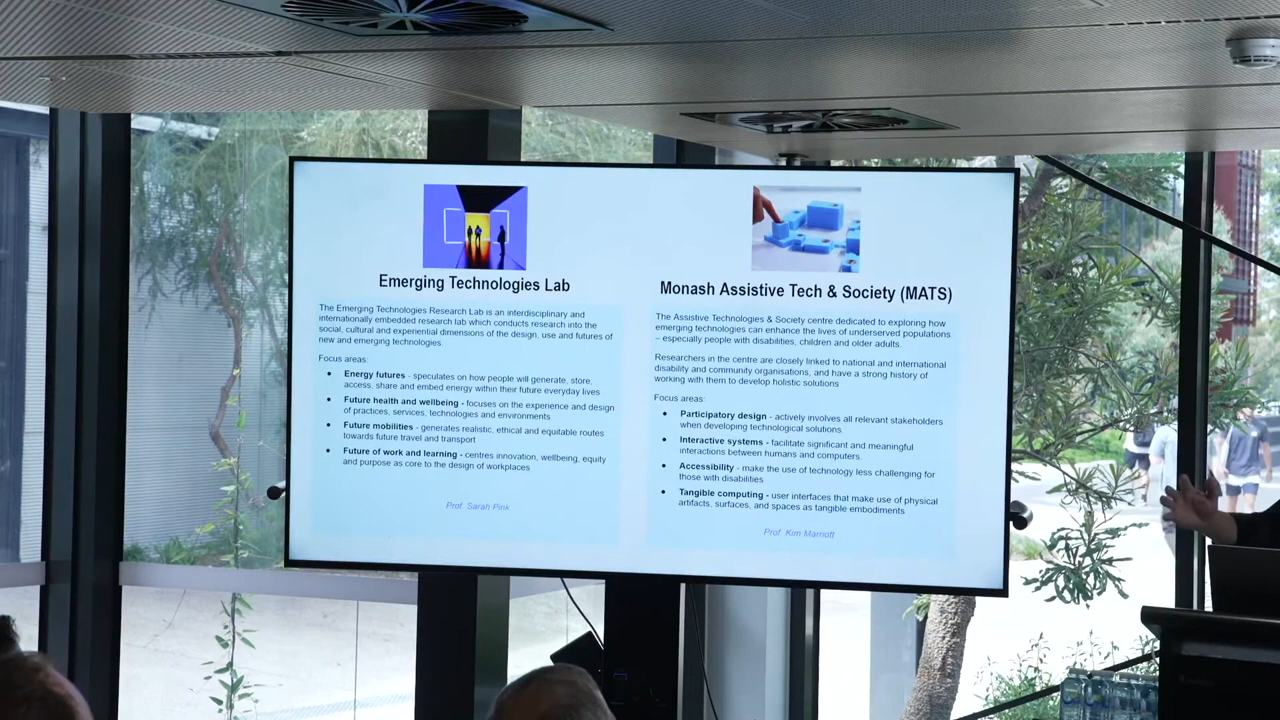 Emerging Technologies Lab
The Emerging Technologies Research Lab is an interdisciplinary and
internationally embedded research lab which conducts research into the
social, cultural and experiential dimensions of the design, use and futures of
new and emerging technologies
Focus areas:
• Energy futures - speculates on how people will generate, store,
access, share and embed energy within their future everyday lives
• Future health and wellbeing - focuses on the experience and design
of practices, services, technologies and environments
• Future mobilities - generates realistic, ethical and equitable routes
towards future travel and transport
• Future of work and learning - centres innovation, wellbeing, equity
and purpose as core to the design of workplaces
Prof. Sarah Pink
Monash Assistive Tech & Society (MATS)
The Assistive Technologies & Society centre dedicated to exploring how
emerging technologies can enhance the lives of underserved populations
– especially people with disabilities, children and older adults.
Researchers in the centre are closely linked to national and international
disability and community organisations, and have a strong history of
working with them to develop holistic solutions
Focus areas:
• Participatory design - actively involves all relevant stakeholders
when developing technological solutions.
• Interactive systems - facilitate significant and meaningful
interactions between humans and computers.
• Accessibility - make the use of technology less challenging for
those with disabilities
• Tangible computing - user interfaces that make use of physical
artifacts, surfaces, and spaces as tangible embodiments
Prof. Kim Marriott